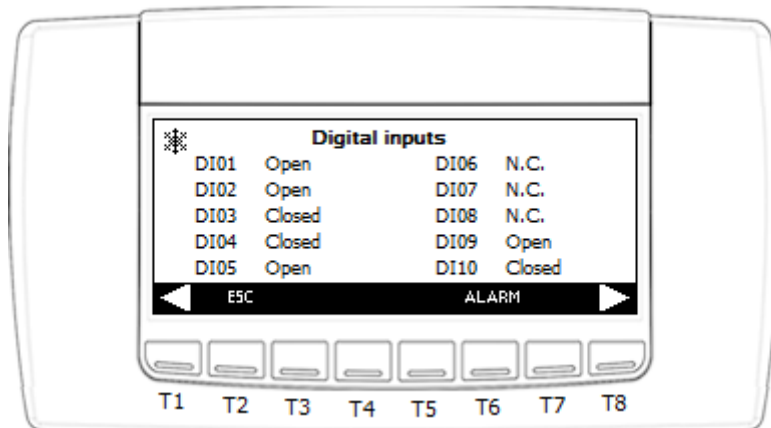 Digital inputs
DI01 Open DI06 N.C.
DI02 Open DI07 N.C.
DI03 Closed DI08 N.C.
DI04 Closed DI09 Open
DI05 Open DI10 Closed
ESC ALARM
T1 T2 T3 T4 T5 T6 T7 T8